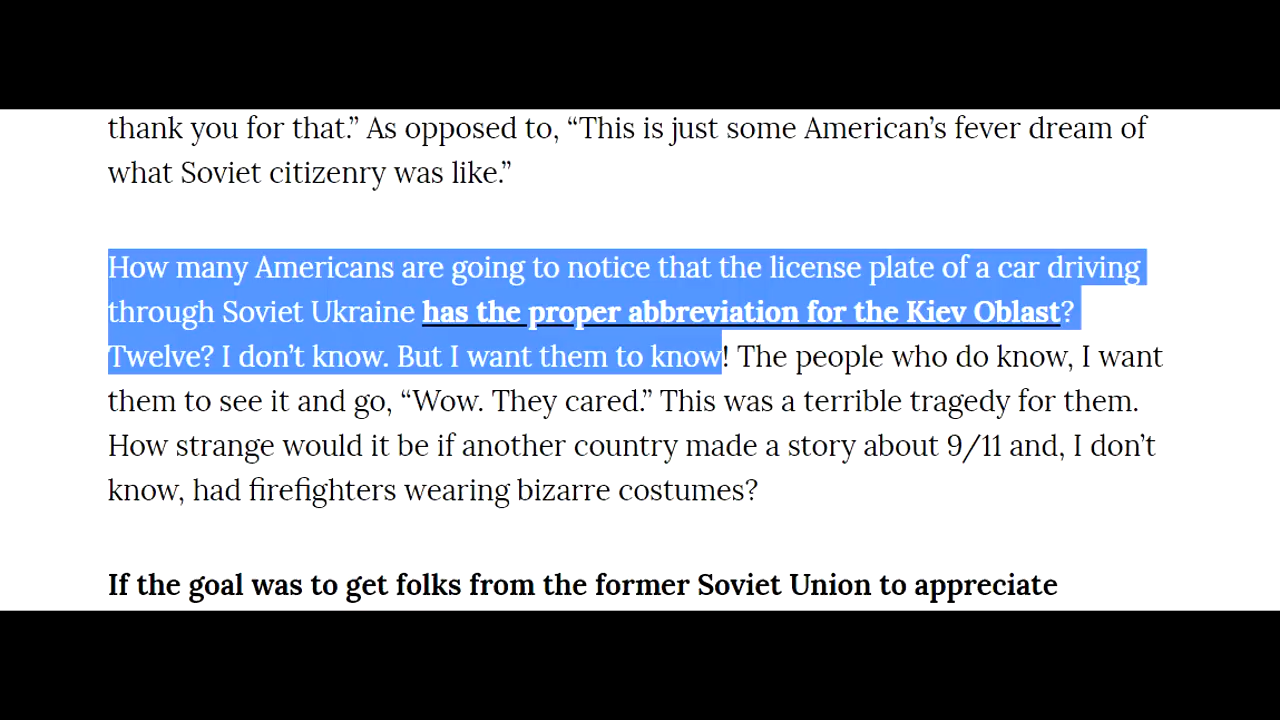 thank you for that.” As opposed to, “This is just some American’s fever dream of
what Soviet citizenry was like.”
How many Americans are going to notice that the license plate of a car driving
through Soviet Ukraine has the proper abbreviation for the Kiev Oblast?
Twelve? I don’t know. But I want them to know! The people who do know, I want
them to see it and go, “Wow. They cared.” This was a terrible tragedy for them.
How strange would it be if another country made a story about 9/11 and, I don’t
know, had firefighters wearing bizarre costumes?
If the goal was to get folks from the former Soviet Union to appreciate